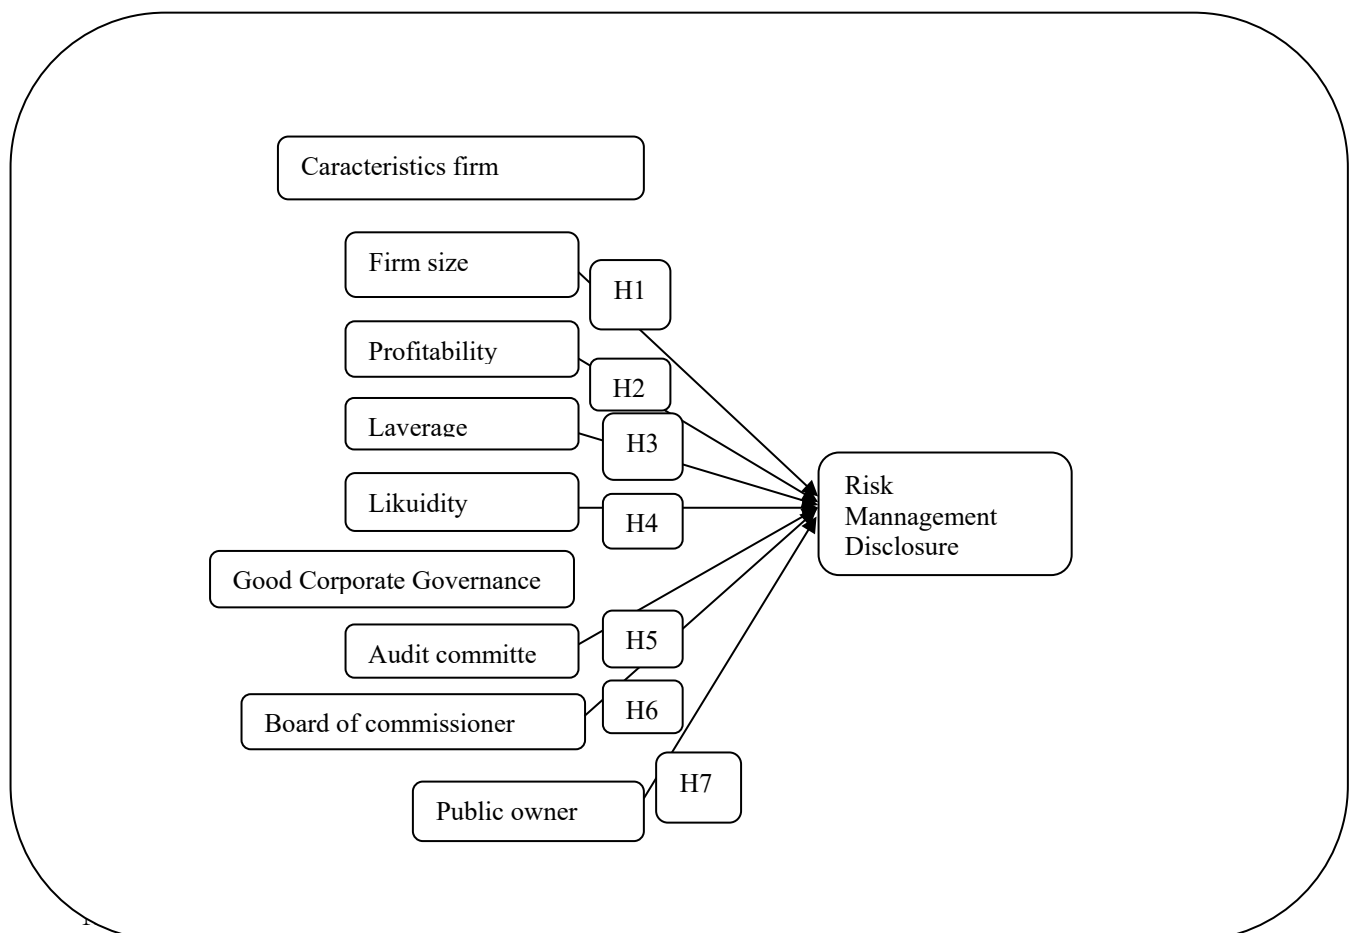 Caracteristics firm
Firm size
H1
Profitability
H2
Laverage
H3
Likuidity
H4
Risk
Mannagement
Disclosure
Good Corporate Governance
Audit committe
H5
Board of commissioner
H6
Public owner
H7